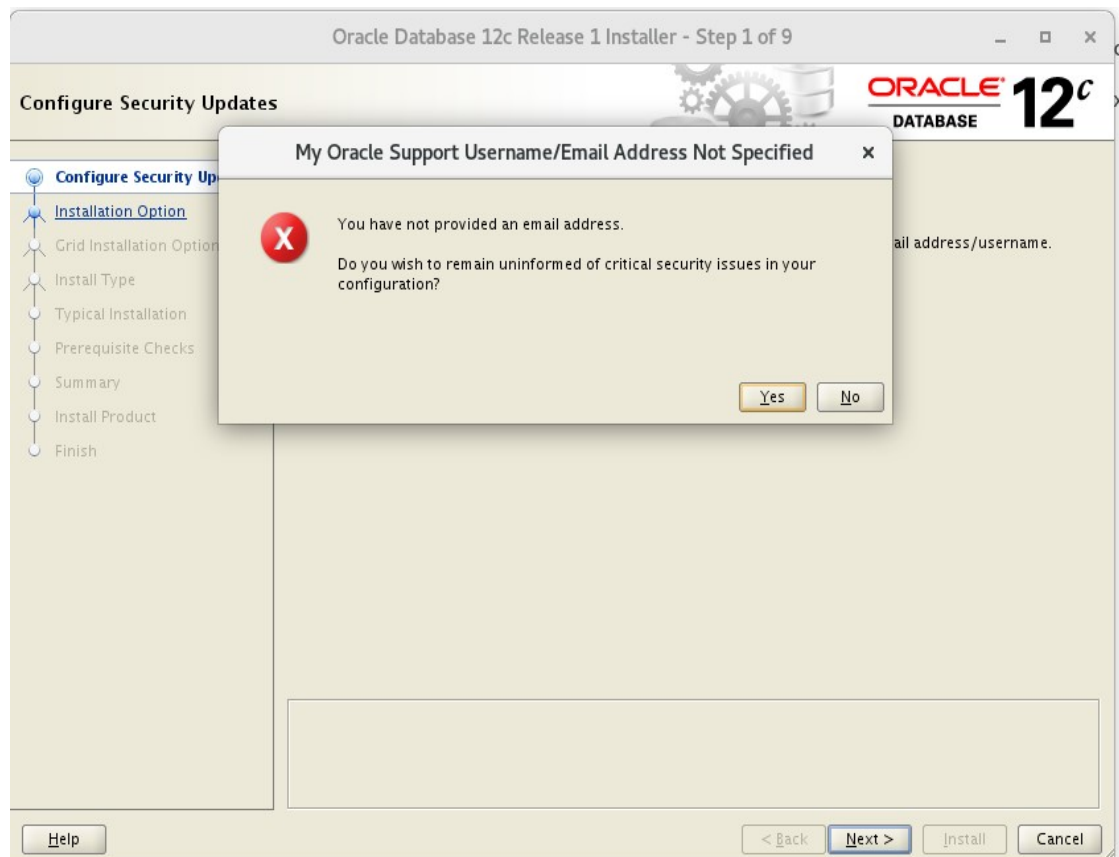 Oracle Database 12c Release 1 Installer - Step 1 of 9
Configure Security Updates
ORACLE
DATABASE
12c
My Oracle Support Username/Email Address Not Specified
You have not provided an email address.
Do you wish to remain uninformed of critical security issues in your
configuration?
Yes
No
Configure Security Up
Installation Option
Grid Installation Option
Install Type
Typical Installation
Prerequisite Checks
Summary
Install Product
Finish
ail address/username.
Help
< Back
Next >
Install
Cancel